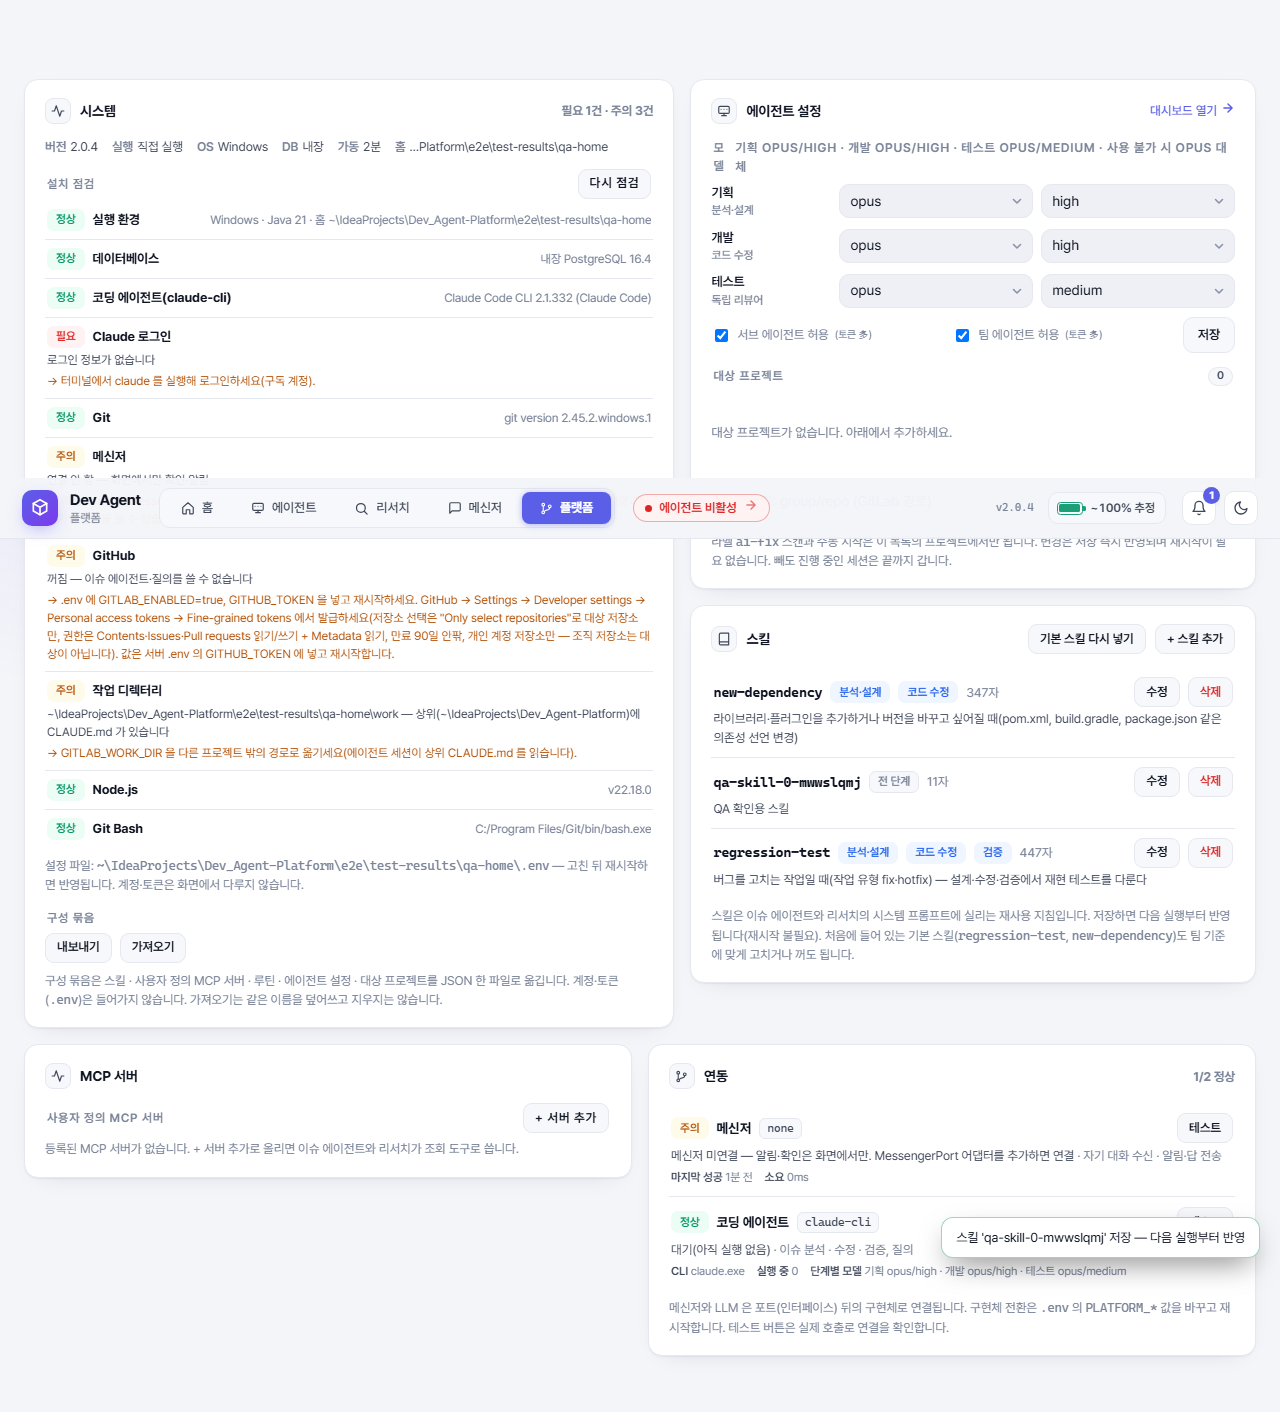 시스템
필요 1건 · 주의 3건
버전 2.0.4 실행 직접 실행 OS Windows DB 내장 가동 2분 홈 ...Platform\e2e\test-results\qa-home
설치 점검
다시 점검
정상 실행 환경 Windows · Java 21 · 홈 ~\IdeaProjects\Dev_Agent-Platform\e2e\test-results\qa-home
정상 데이터베이스 내장 PostgreSQL 16.4
정상 코딩 에이전트(claude-cli) Claude Code CLI 2.1.332 (Claude Code)
필요 Claude 로그인
로그인 정보가 없습니다
→ 터미널에서 claude 를 실행해 로그인하세요(구독 계정).
정상 Git git version 2.45.2.windows.1
주의 메신저
에이전트 설정
대시보드 열기 →
모델 기획 OPUS/HIGH · 개발 OPUS/HIGH · 테스트 OPUS/MEDIUM · 사용 불가 시 OPUS 대체
기획 opus high
분석·설계
개발 opus high
코드 수정
테스트 opus medium
독립 리뷰어
서브 에이전트 허용 (토큰 多) 팀 에이전트 허용 (토큰 多) 저장
대상 프로젝트 0
대상 프로젝트가 없습니다. 아래에서 추가하세요.
Dev Agent
플랫폼
홈 에이전트 리서치 메신저 플랫폼
에이전트 비활성 →
v2.0.4 ~100% 추정 1
주의 GitHub
꺼짐 — 이슈 에이전트·질의를 쓸 수 없습니다
→ .env 에 GITLAB_ENABLED=true, GITHUB_TOKEN 을 넣고 재시작하세요. GitHub → Settings → Developer settings →
Personal access tokens → Fine-grained tokens 에서 발급하세요(저장소 선택은 "Only select repositories"로 대상 저장소
만, 권한은 Contents·Issues·Pull requests 읽기/쓰기 + Metadata 읽기, 만료 90일 안팎, 개인 계정 저장소만 — 조직 저장소는 대
상이 아닙니다). 값은 서버 .env 의 GITHUB_TOKEN 에 넣고 재시작합니다.
주의 작업 디렉터리
~\IdeaProjects\Dev_Agent-Platform\e2e\test-results\qa-home\work — 상위(~\IdeaProjects\Dev_Agent-Platform)에
CLAUDE.md 가 있습니다
→ GITLAB_WORK_DIR 을 다른 프로젝트 밖의 경로로 옮기세요(에이전트 세션이 상위 CLAUDE.md 를 읽습니다).
정상 Node.js v22.18.0
정상 Git Bash C:/Program Files/Git/bin/bash.exe
설정 파일: ~\IdeaProjects\Dev_Agent-Platform\e2e\test-results\qa-home\.env — 고친 뒤 재시작하
면 반영됩니다. 계정·토큰은 화면에서 다루지 않습니다.
구성 묶음
내보내기 가져오기
구성 묶음은 스킬 · 사용자 정의 MCP 서버 · 루틴 · 에이전트 설정 · 대상 프로젝트를 JSON 한 파일로 옮깁니다. 계정·토큰
(.env)은 들어가지 않습니다. 가져오기는 같은 이름을 덮어쓰고 지우지는 않습니다.
라벨 ai-fix 스캔과 수동 시작은 이 목록의 프로젝트에서만 됩니다. 변경은 저장 즉시 반영되며 재시작이 필
요 없습니다. 빼도 진행 중인 세션은 끝까지 갑니다.
스킬
기본 스킬 다시 넣기 + 스킬 추가
new-dependency 분석·설계 코드 수정 347자 수정 삭제
라이브러리·플러그인을 추가하거나 버전을 바꾸고 싶어질 때(pom.xml, build.gradle, package.json 같은
의존성 선언 변경)
qa-skill-0-mwwslqmj 전 단계 11자 수정 삭제
QA 확인용 스킬
regression-test 분석·설계 코드 수정 검증 447자 수정 삭제
버그를 고치는 작업일 때(작업 유형 fix·hotfix) — 설계·수정·검증에서 재현 테스트를 다룬다
스킬은 이슈 에이전트와 리서치의 시스템 프롬프트에 실리는 재사용 지침입니다. 저장하면 다음 실행부터 반영
됩니다(재시작 불필요). 처음에 들어 있는 기본 스킬(regression-test, new-dependency)도 팀 기준
에 맞게 고치거나 꺼도 됩니다.
MCP 서버
사용자 정의 MCP 서버 + 서버 추가
등록된 MCP 서버가 없습니다. + 서버 추가로 올리면 이슈 에이전트와 리서치가 조회 도구로 씁니다.
연동
1/2 정상
주의 메신저 none 테스트
메신저 미연결 — 알림·확인은 화면에서만. MessengerPort 어댑터를 추가하면 연결 · 자기 대화 수신 · 알림·답 전송
마지막 성공 1분 전 소요 0ms
정상 코딩 에이전트 claude-cli
대기(아직 실행 없음) · 이슈 분석 · 수정 · 검증, 질의
CLI claude.exe 실행 중 0 단계별 모델 기획 opus/high · 개발 opus/high · 테스트 opus/medium
스킬 'qa-skill-0-mwwslqmj' 저장 — 다음 실행부터 반영
메신저와 LLM 은 포트(인터페이스) 뒤의 구현체로 연결됩니다. 구현체 전환은 .env 의 PLATFORM_* 값을 바꾸고 재
시작합니다. 테스트 버튼은 실제 호출로 연결을 확인합니다.